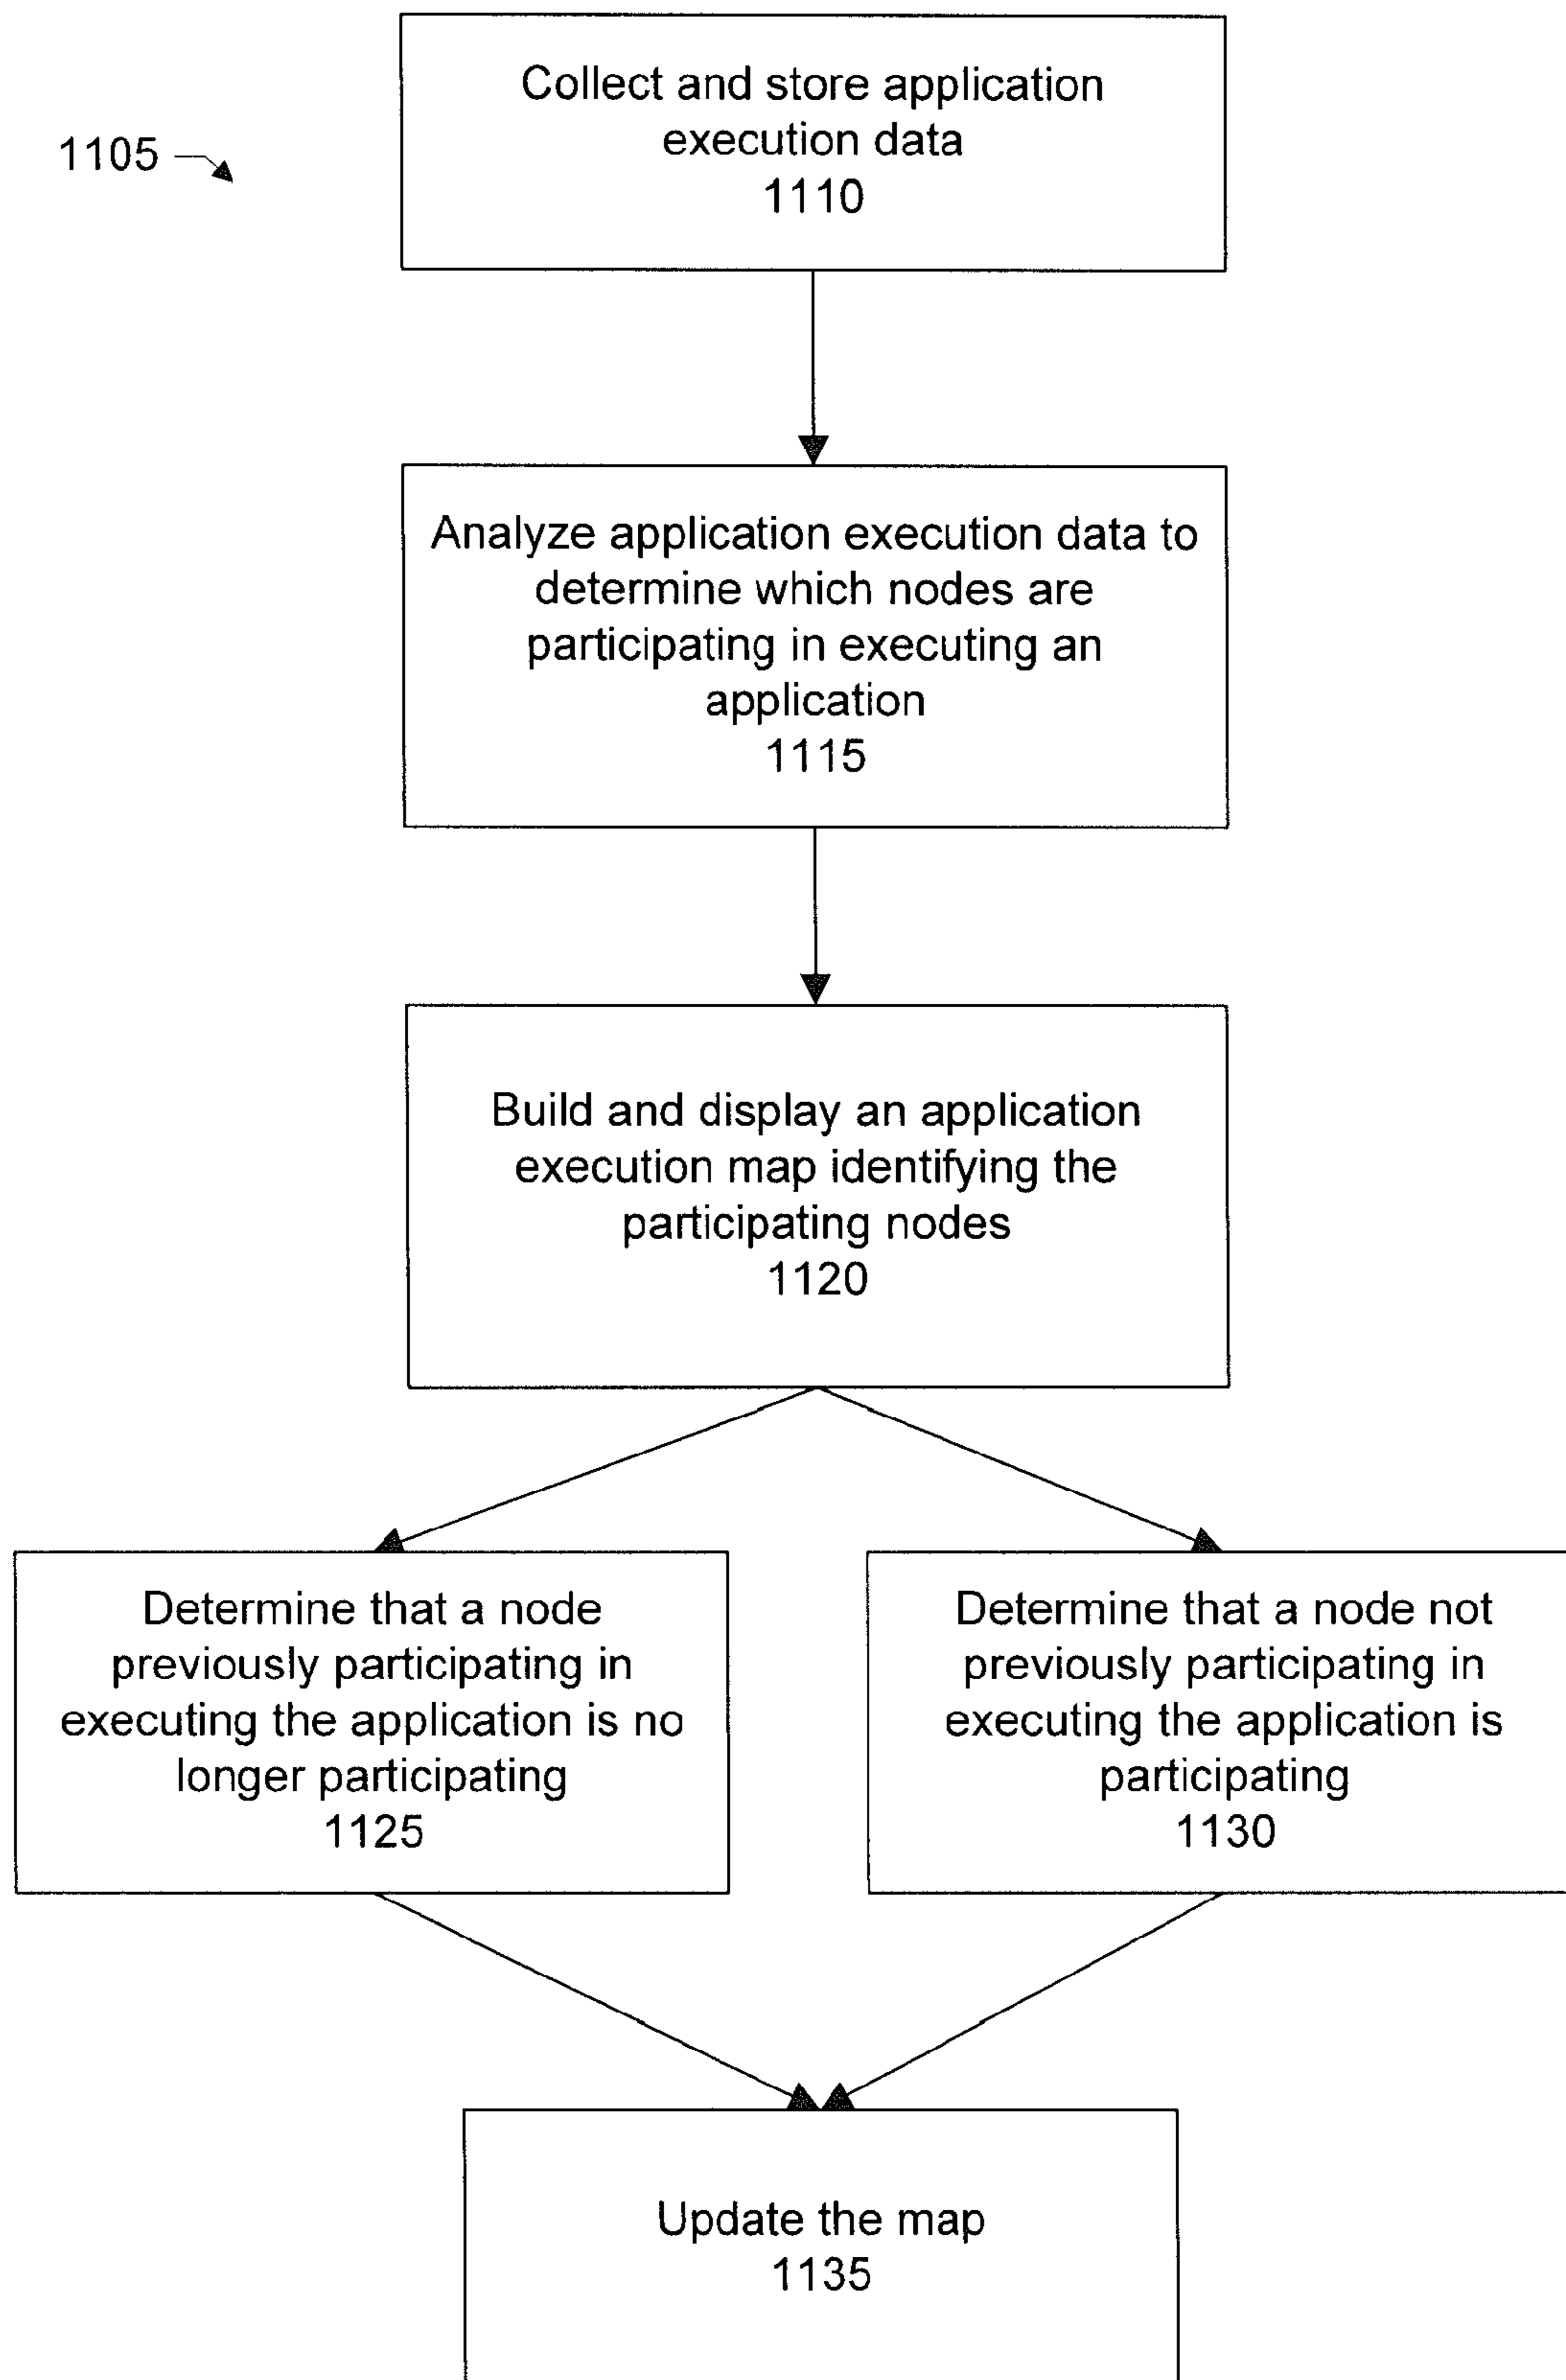 Collect and store application
execution data
1110
1105
Analyze application execution data to
determine which nodes are
participating in executing an
application
1115
Build and display an application
execution map identifying the
participating nodes
1120
Determine that a node
previously participating in
executing the application is no
longer participating
1125
Determine that a node not
previously participating in
executing the application is
participating
1130
Update the map
1135